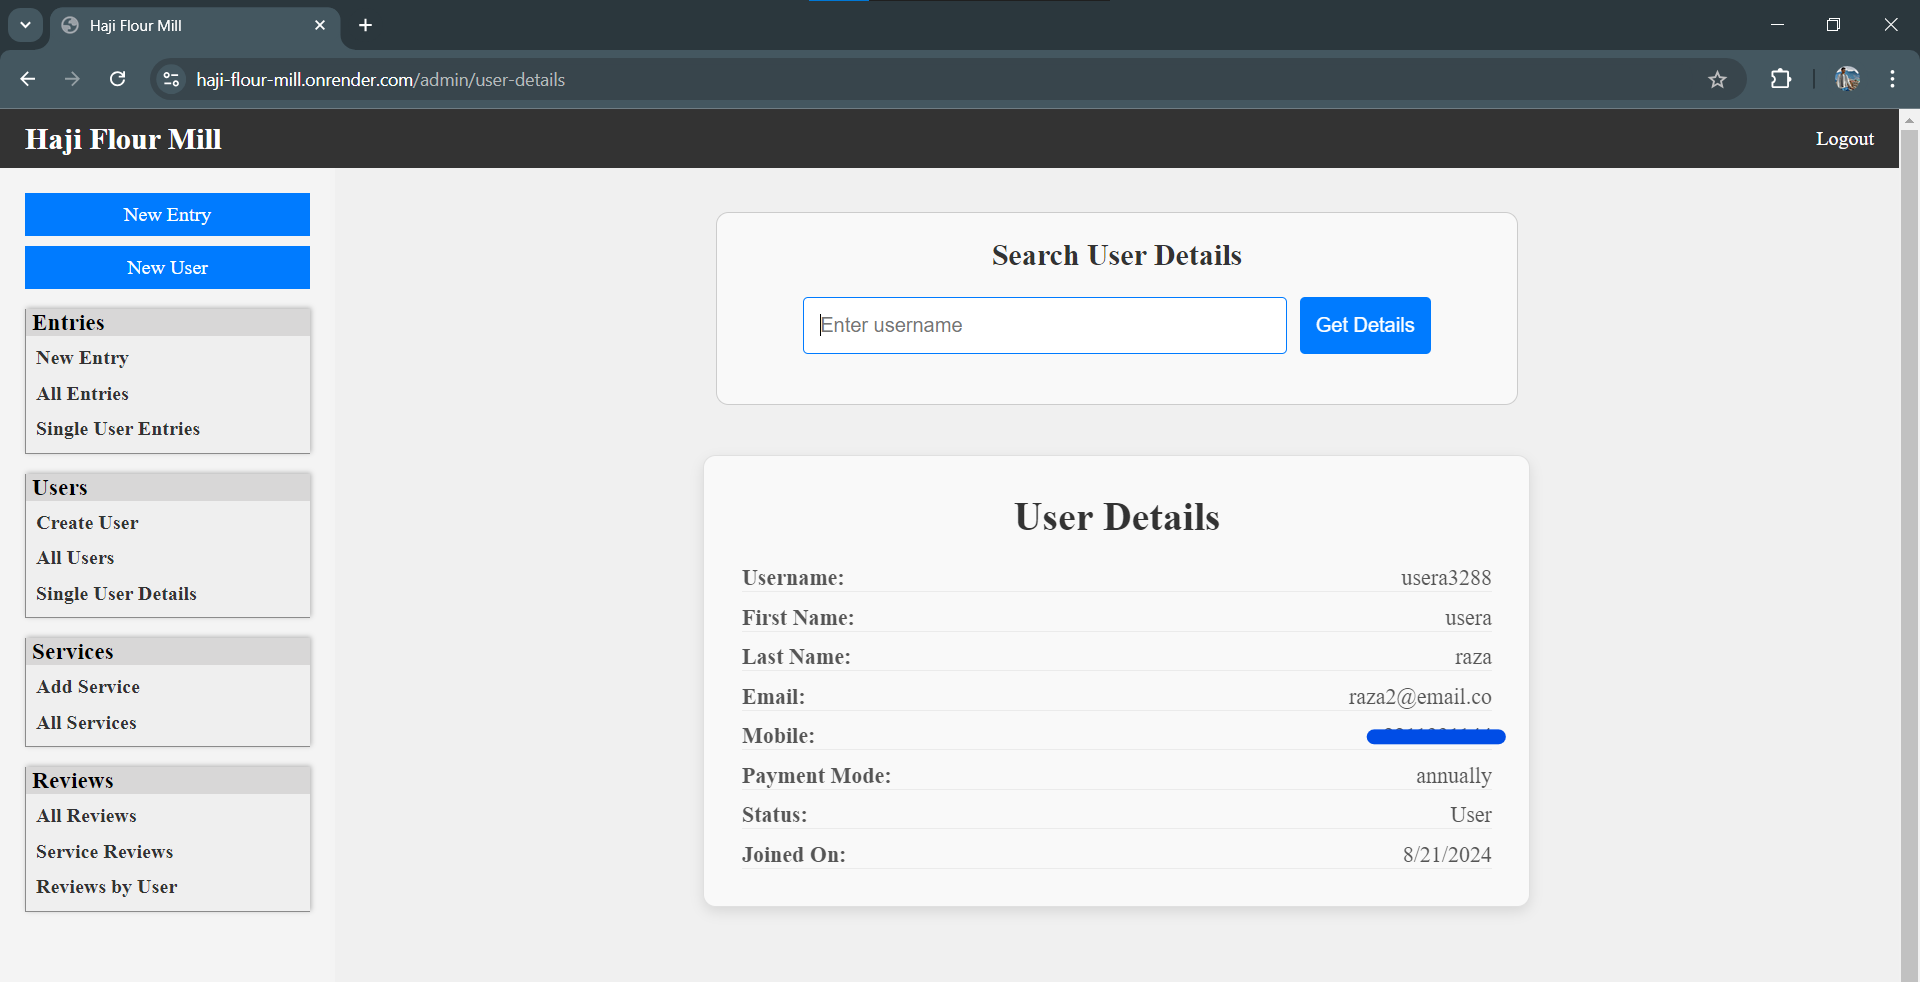 Haji Flour Mill
haji-flour-mill.onrender.com/admin/user-details
Haji Flour Mill
Logout
New Entry
New User
Entries
New Entry
All Entries
Single User Entries
Users
Create User
All Users
Single User Details
Services
Add Service
All Services
Reviews
All Reviews
Service Reviews
Reviews by User
Search User Details
Enter username
Get Details
User Details
Username: usera3288
First Name: usera
Last Name: raza
Email: raza2@email.co
Mobile:
Payment Mode: annually
Status: User
Joined On: 8/21/2024